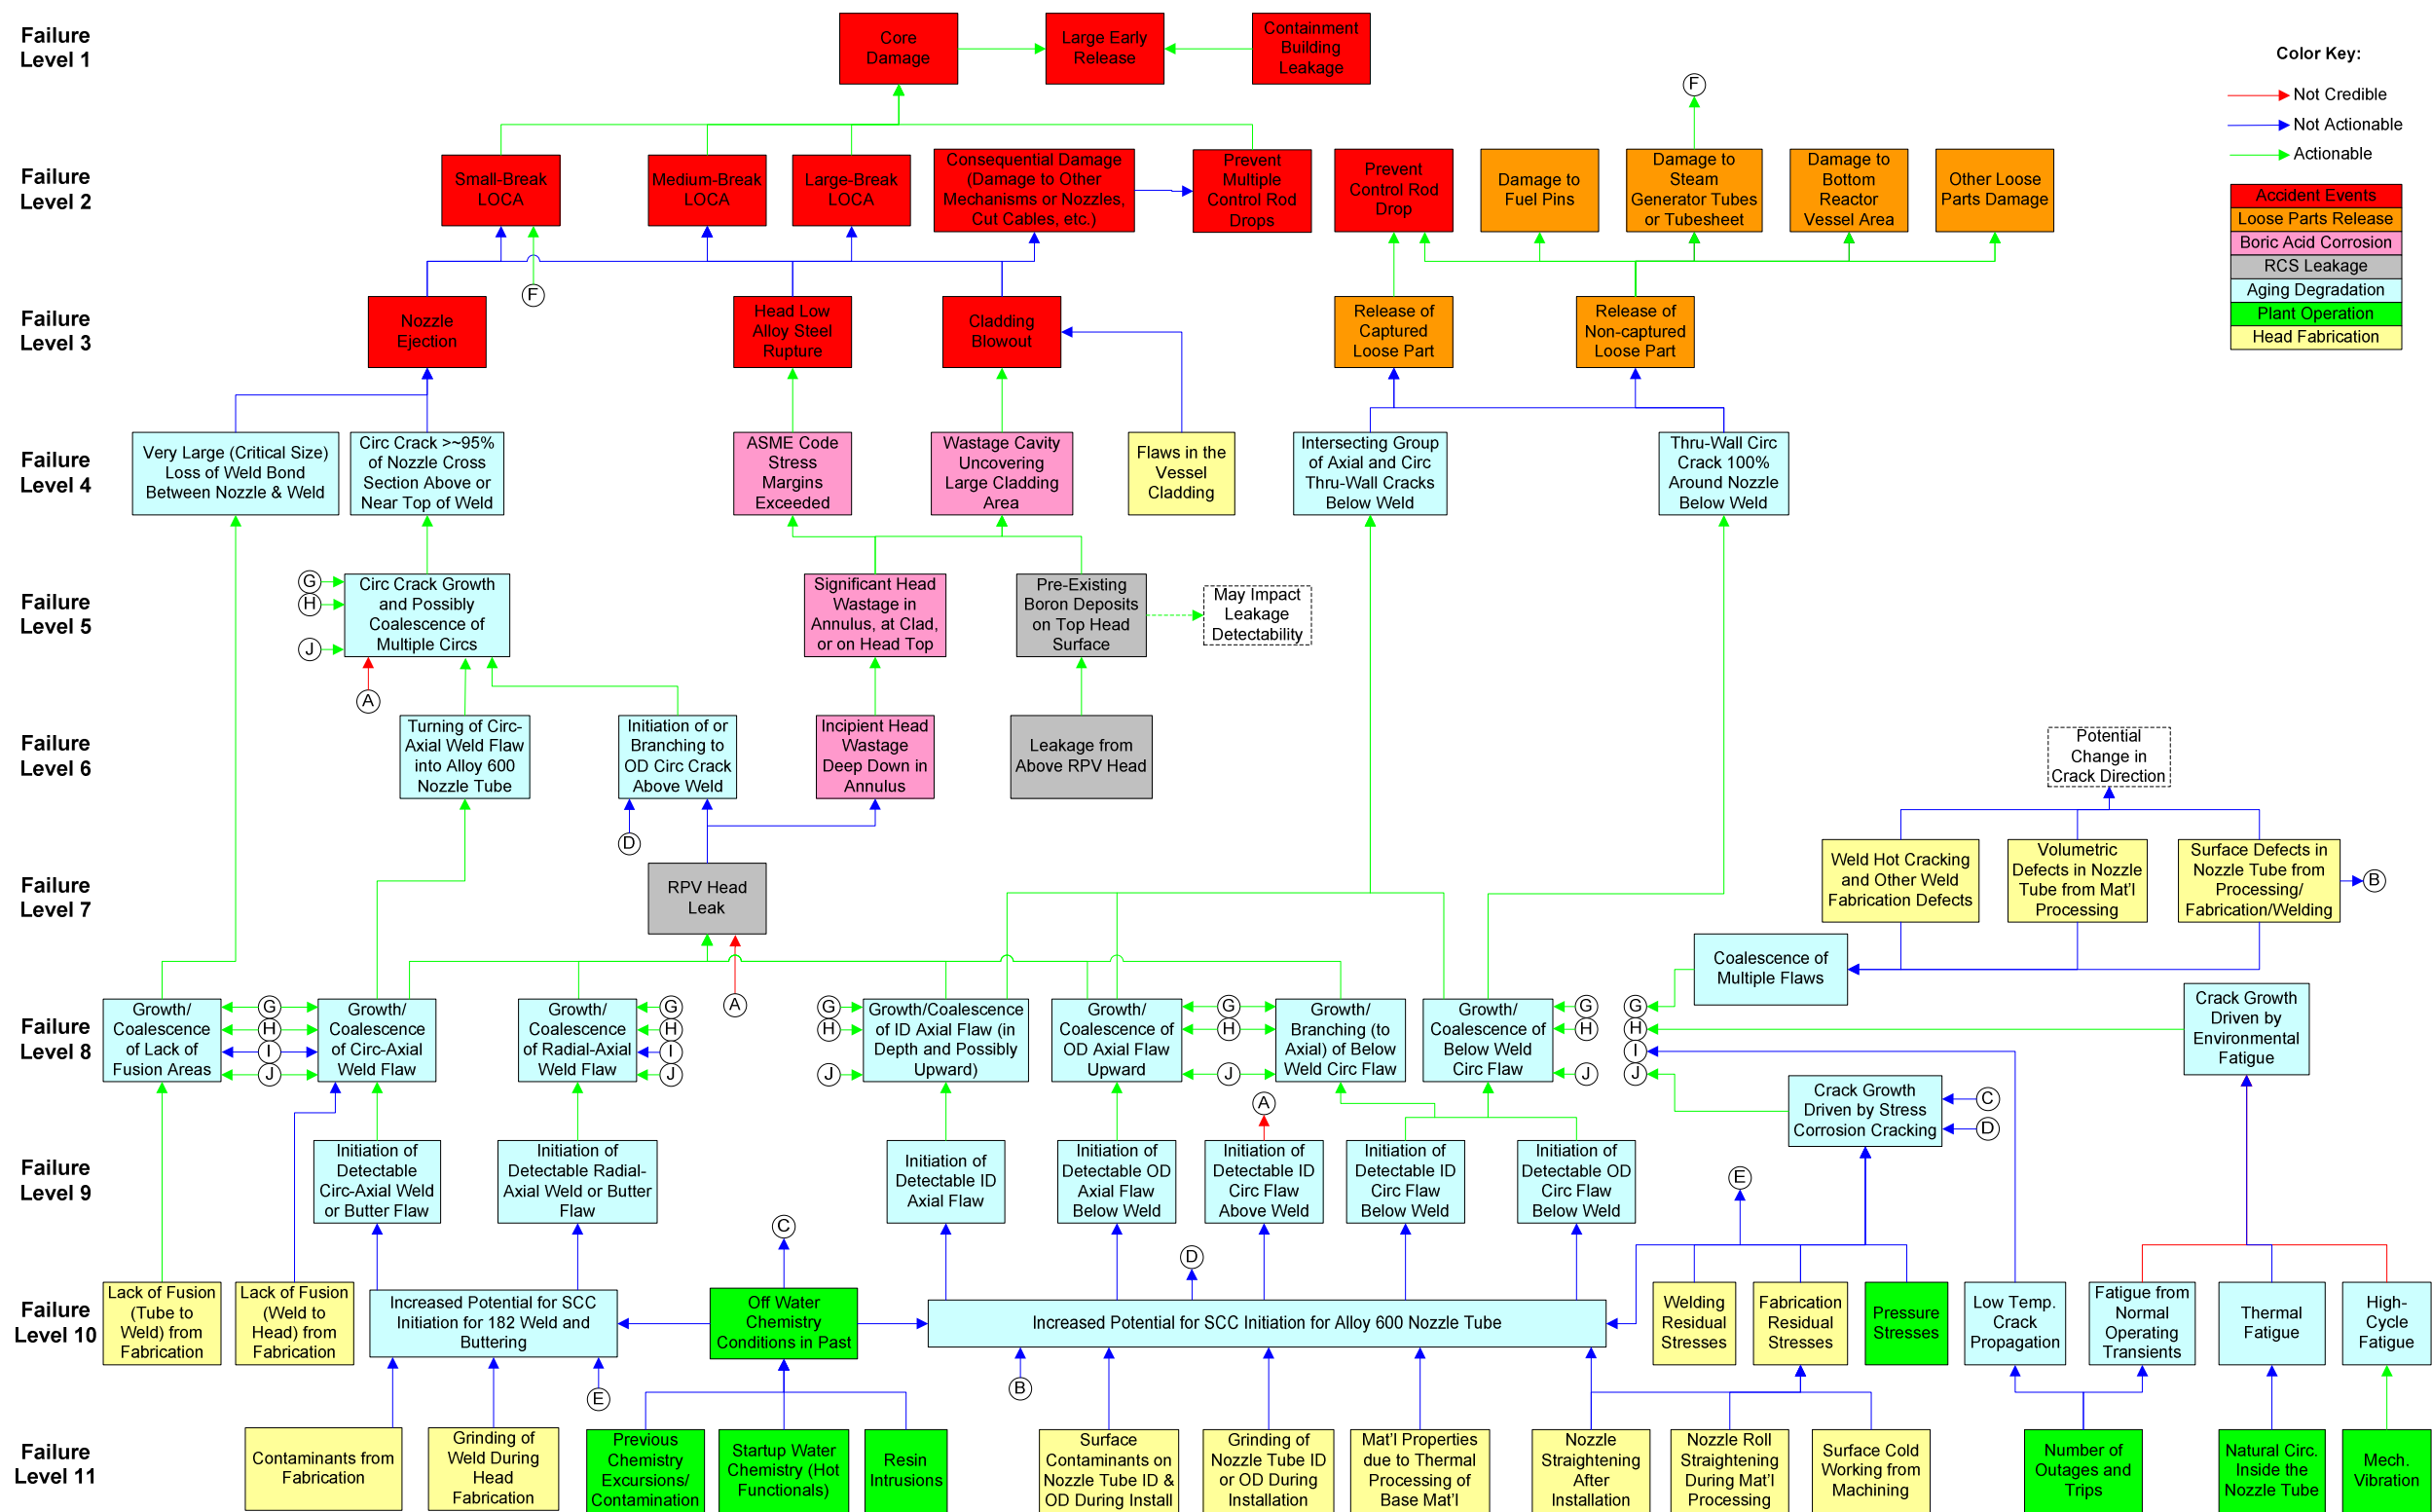 Failure
Level 1
Core
Damage
Large Early
Release
Containment
Building
Leakage
F
Color Key:
Not Credible
Not Actionable
Actionable
Accident Events
Loose Parts Release
Boric Acid Corrosion
RCS Leakage
Aging Degradation
Plant Operation
Head Fabrication
Failure
Level 2
Small-Break
LOCA
Medium-Break
LOCA
Large-Break
LOCA
Consequential Damage
(Damage to Other
Mechanisms or Nozzles,
Cut Cables, etc.)
Prevent
Multiple
Control Rod
Drops
Prevent
Control Rod
Drop
Damage to
Fuel Pins
Damage to
Steam
Generator Tubes
or Tubesheet
Damage to
Bottom
Reactor
Vessel Area
Other Loose
Parts Damage
F
Failure
Level 3
Nozzle
Ejection
Head Low
Alloy Steel
Rupture
Cladding
Blowout
Release of
Captured
Loose Part
Release of
Non-captured
Loose Part
Failure
Level 4
Very Large (Critical Size)
Loss of Weld Bond
Between Nozzle & Weld
Circ Crack >~95%
of Nozzle Cross
Section Above or
Near Top of Weld
ASME Code
Stress
Margins
Exceeded
Wastage Cavity
Uncovering
Large Cladding
Area
Flaws in the
Vessel
Cladding
Intersecting Group
of Axial and Circ
Thru-Wall Cracks
Below Weld
Thru-Wall Circ
Crack 100%
Around Nozzle
Below Weld
Failure
Level 5
G
H
J
A
Circ Crack Growth
and Possibly
Coalescence of
Multiple Circs
Significant Head
Wastage in
Annulus, at Clad,
or on Head Top
Pre-Existing
Boron Deposits
on Top Head
Surface
May Impact
Leakage
Detectability
Failure
Level 6
Turning of Circ-
Axial Weld Flaw
into Alloy 600
Nozzle Tube
Initiation of or
Branching to
OD Circ Crack
Above Weld
Incipient Head
Wastage
Deep Down in
Annulus
Leakage from
Above RPV Head
Potential
Change in
Crack Direction
D
Failure
Level 7
RPV Head
Leak
Weld Hot Cracking
and Other Weld
Fabrication Defects
Volumetric
Defects in Nozzle
Tube from Mat'l
Processing
Surface Defects in
Nozzle Tube from
Processing/
Fabrication/Welding
B
A
Coalescence of
Multiple Flaws
Failure
Level 8
Growth/
Coalescence
of Lack of
Fusion Areas
G
H
I
J
Growth/
Coalescence
of Circ-Axial
Weld Flaw
Growth/
Coalescence
of Radial-Axial
Weld Flaw
G
H
I
J
G
H
J
Growth/Coalescence
of ID Axial Flaw (in
Depth and Possibly
Upward)
Growth/
Coalescence of
OD Axial Flaw
Upward
G
H
J
Growth/
Branching (to
Axial) of Below
Weld Circ Flaw
Growth/
Coalescence of
Below Weld
Circ Flaw
G
H
J
G
H
I
J
Crack Growth
Driven by
Environmental
Fatigue
Crack Growth
Driven by Stress
Corrosion Cracking
C
D
Failure
Level 9
Initiation of
Detectable
Circ-Axial Weld
or Butter Flaw
Initiation of
Detectable Radial-
Axial Weld or Butter
Flaw
C
Initiation of
Detectable ID
Axial Flaw
Initiation of
Detectable OD
Axial Flaw
Below Weld
A
Initiation of
Detectable ID
Circ Flaw
Above Weld
Initiation of
Detectable ID
Circ Flaw
Below Weld
Initiation of
Detectable OD
Circ Flaw
Below Weld
E
D
Failure
Level 10
Lack of Fusion
(Tube to
Weld) from
Fabrication
Lack of Fusion
(Weld to
Head) from
Fabrication
Increased Potential for SCC
Initiation for 182 Weld and
Buttering
Off Water
Chemistry
Conditions in Past
Increased Potential for SCC Initiation for Alloy 600 Nozzle Tube
Welding
Residual
Stresses
Fabrication
Residual
Stresses
Pressure
Stresses
Low Temp.
Crack
Propagation
Fatigue from
Normal
Operating
Transients
Thermal
Fatigue
High-
Cycle
Fatigue
E
B
Failure
Level 11
Contaminants from
Fabrication
Grinding of
Weld During
Head
Fabrication
Previous
Chemistry
Excursions/
Contamination
Startup Water
Chemistry (Hot
Functionals)
Resin
Intrusions
Surface
Contaminants on
Nozzle Tube ID &
OD During Install
Grinding of
Nozzle Tube ID
or OD During
Installation
Mat'l Properties
due to Thermal
Processing of
Base Mat'l
Nozzle
Straightening
After
Installation
Nozzle Roll
Straightening
During Mat'l
Processing
Surface Cold
Working from
Machining
Number of
Outages and
Trips
Natural Circ.
Inside the
Nozzle Tube
Mech.
Vibration